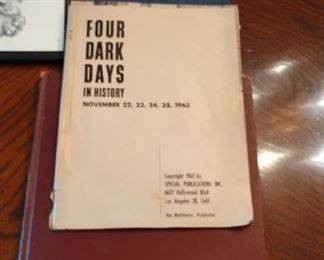 FOUR
DARK
DAYS
IN HISTORY
NOVEMBER 22, 23, 24, 25, 1963
Copyright 1963 by
SPECIAL PUBLICATIONS INC.
6627 Hollywood Blvd.
Los Angeles 28, Calif.
Jim Matthews, Publisher